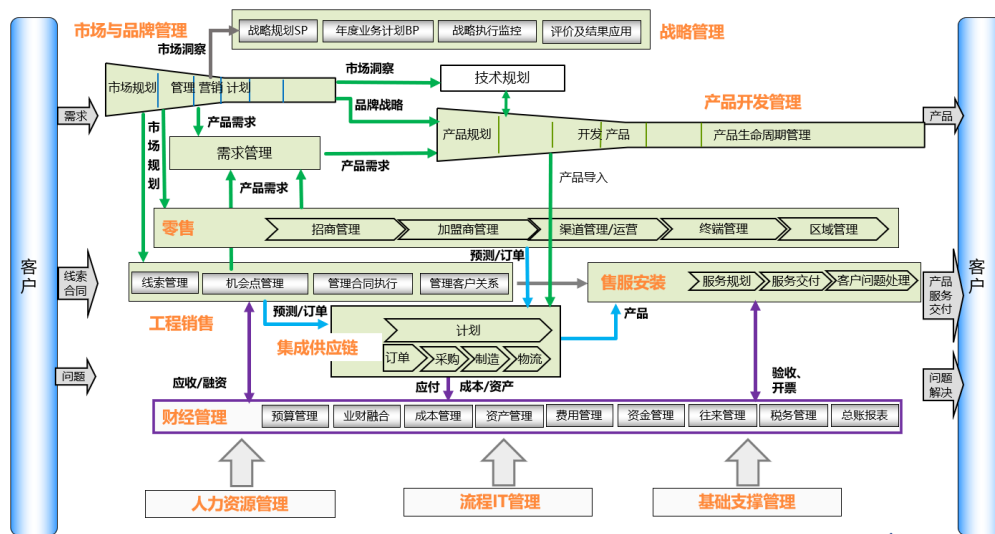 市场与品牌管理
战略规划SP
年度业务计划BP
战略执行监控
评价及结果应用
战略管理
市场洞察
市场规划
管理 营销 计划
市场洞察
技术规划
品牌战略
产品开发管理
需求
产品需求
市场规划
需求管理
产品需求
产品规划
开发 产品
产品生命周期管理
产品
产品需求
产品导入
零售
招商管理
加盟商管理
渠道管理/运营
终端管理
区域管理
预测/订单
客户
线索
合同
线索管理
机会点管理
管理合同执行
管理客户关系
售服安装
服务规划
服务交付
客户问题处理
产品
服务
交付
客户
工程销售
预测/订单
集成供应链
计划
订单
采购
制造
物流
产品
问题
应收/融资
应付
成本/资产
验收、
开票
问题
解决
财经管理
预算管理
业财融合
成本管理
资产管理
费用管理
资金管理
往来管理
税务管理
总账报表
人力资源管理
流程IT管理
基础支撑管理